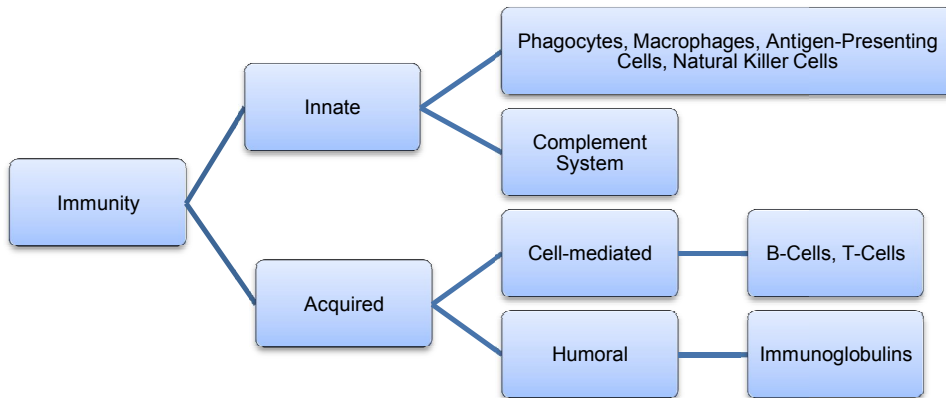 Phagocytes, Macrophages, Antigen-Presenting
Cells, Natural Killer Cells
Innate
Complement
System
Immunity
Cell-mediated
B-Cells, T-Cells
Acquired
Humoral
Immunoglobulins